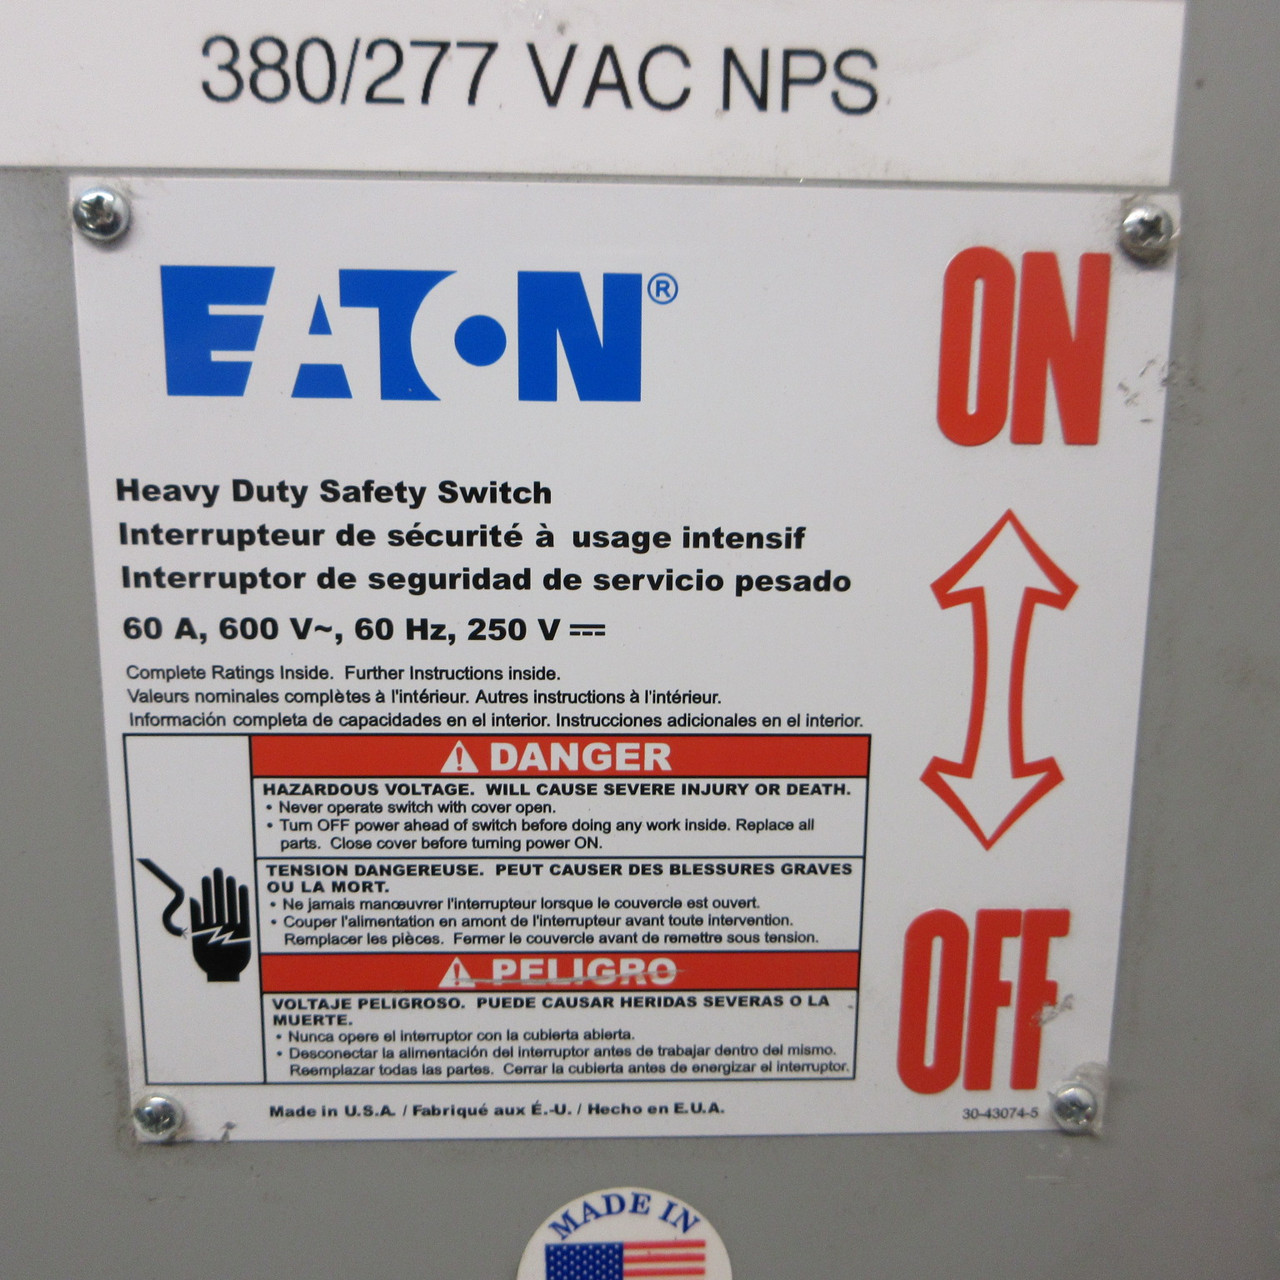 380/277 VAC NPS
EATON®
ON
Heavy Duty Safety Switch
Interrupteur de sécurité à usage intensif
Interruptor de seguridad de servicio pesado
60 A, 600 V~, 60 Hz, 250 V ⎓
Complete Ratings Inside. Further Instructions inside.
Valeurs nominales complètes à l'intérieur. Autres instructions à l'intérieur.
Información completa de capacidades en el interior. Instrucciones adicionales en el interior.
⚠ DANGER
HAZARDOUS VOLTAGE. WILL CAUSE SEVERE INJURY OR DEATH.
• Never operate switch with cover open.
• Turn OFF power ahead of switch before doing any work inside. Replace all
parts. Close cover before turning power ON.
TENSION DANGEREUSE. PEUT CAUSER DES BLESSURES GRAVES
OU LA MORT.
• Ne jamais manœuvrer l'interrupteur lorsque le couvercle est ouvert.
• Couper l'alimentation en amont de l'interrupteur avant toute intervention.
Remplacer les pièces. Fermer le couvercle avant de remettre sous tension.
⚠ PELIGRO
VOLTAJE PELIGROSO. PUEDE CAUSAR HERIDAS SEVERAS O LA
MUERTE.
• Nunca opere el interruptor con la cubierta abierta.
• Desconectar la alimentación del interruptor antes de trabajar dentro del mismo.
Reemplazar todas las partes. Cerrar la cubierta antes de energizar el interruptor.
OFF
Made in U.S.A. / Fabriqué aux É.-U. / Hecho en E.U.A.
30-43074-5
MADE IN